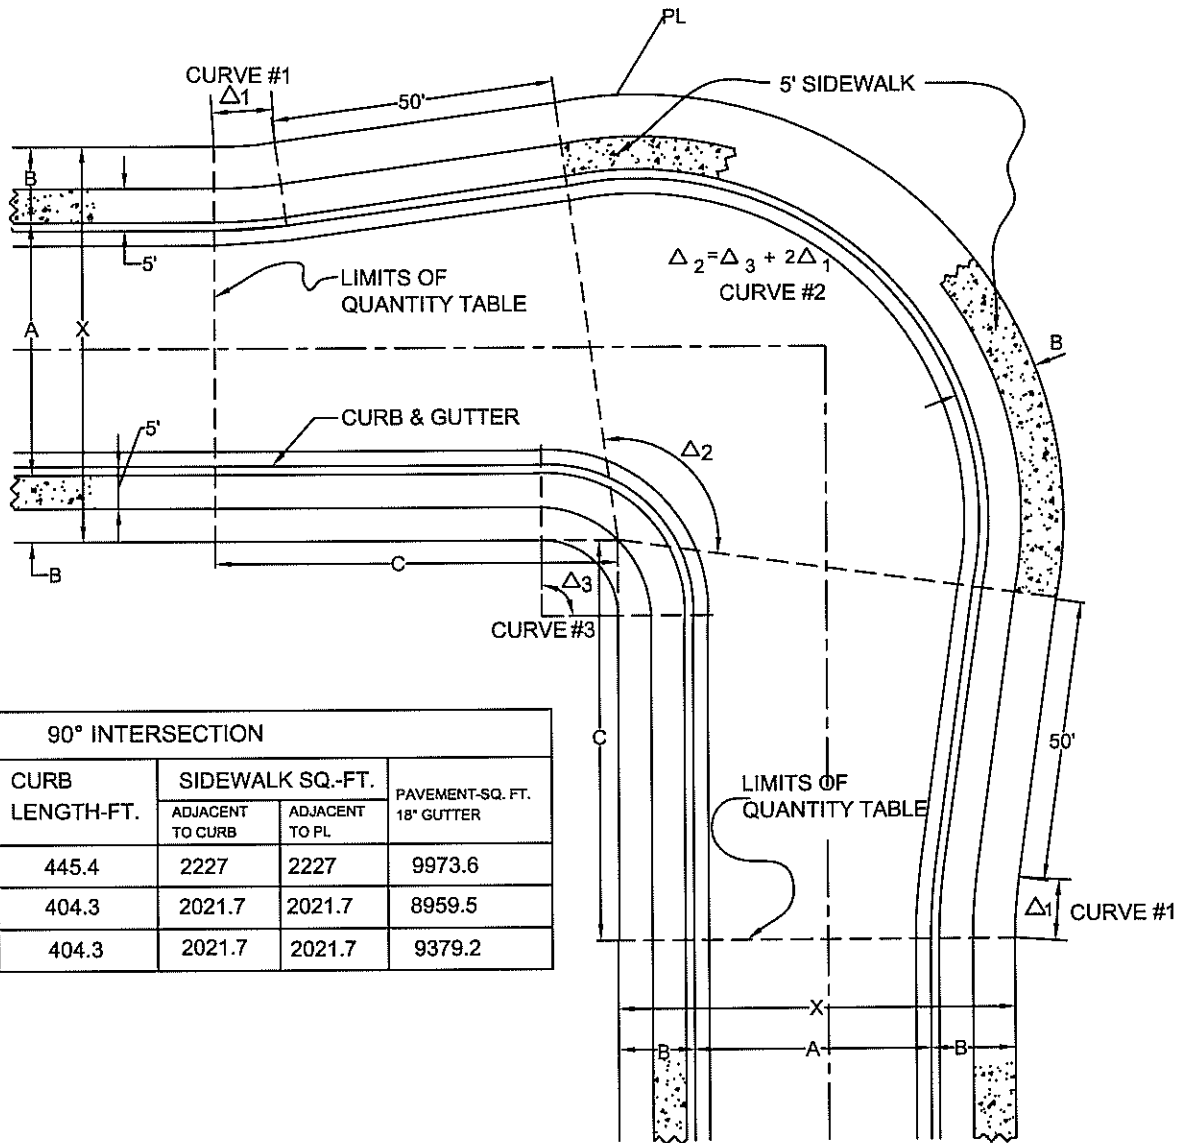 PL
CURVE #1
Δ1
50'
5' SIDEWALK
B
5'
Δ2=Δ3 + 2Δ1
CURVE #2
LIMITS OF
QUANTITY TABLE
A
X
B
CURB & GUTTER
5'
Δ2
B
C
Δ3
CURVE #3
C
50'
LIMITS OF
QUANTITY TABLE
Δ1 CURVE #1
X
B
A
B
90° INTERSECTION
CURB
LENGTH-FT.
SIDEWALK SQ.-FT.
ADJACENT
TO CURB
ADJACENT
TO PL
PAVEMENT-SQ. FT.
18" GUTTER
445.4 2227 2227 9973.6
404.3 2021.7 2021.7 8959.5
404.3 2021.7 2021.7 9379.2